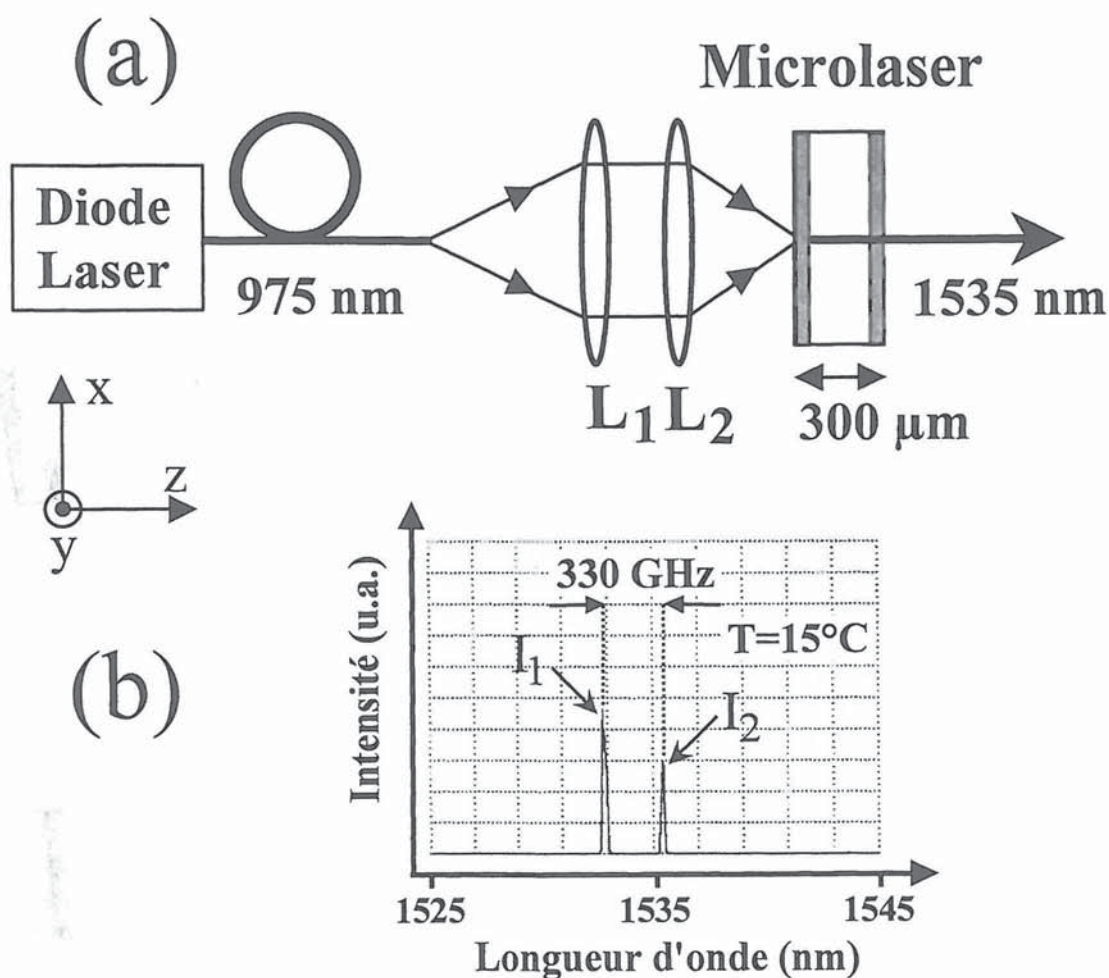 (a)
Microlaser
Diode
Laser
975 nm
1535 nm
L1 L2
300 µm
x
z
y
(b)
330 GHz
T=15°C
I1
I2
Intensité (u.a.)
1525
1535
1545
Longueur d'onde (nm)